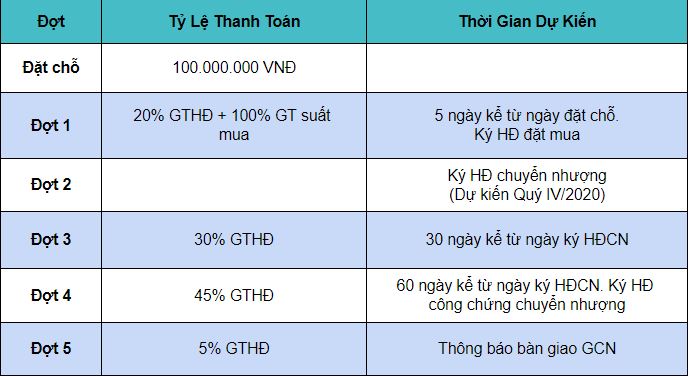 Đợt Tỷ Lệ Thanh Toán Thời Gian Dự Kiến
Đặt chỗ 100.000.000 VNĐ
Đợt 1 20% GTHĐ + 100% GT suất mua 5 ngày kể từ ngày đặt chỗ. Ký HĐ đặt mua
Đợt 2 Ký HĐ chuyển nhượng (Dự kiến Quý IV/2020)
Đợt 3 30% GTHĐ 30 ngày kể từ ngày ký HĐCN
Đợt 4 45% GTHĐ 60 ngày kể từ ngày ký HĐCN. Ký HĐ công chứng chuyển nhượng
Đợt 5 5% GTHĐ Thông báo bàn giao GCN